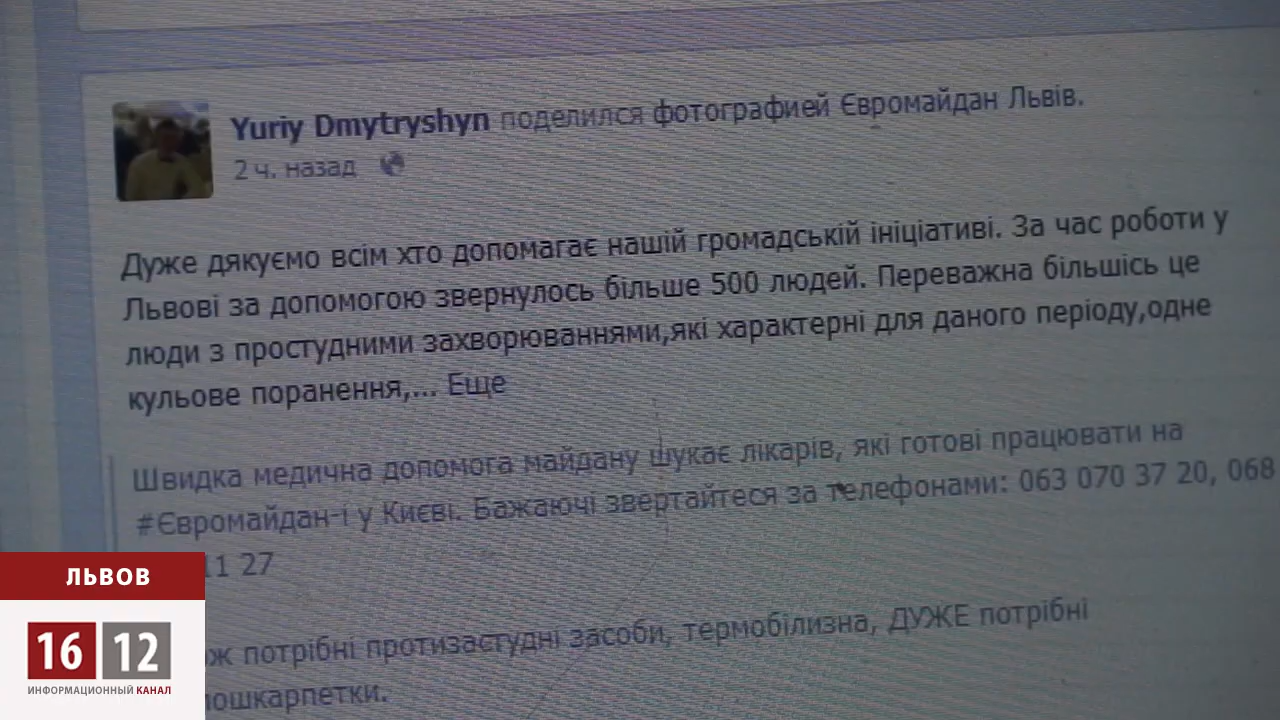 Yuriy Dmytryshyn поделился фотографией Євромайдан Львів.
2 ч. назад
Дуже дякуємо всім хто допомагає нашій громадській ініціативі. За час роботи у
Львові за допомогою звернулось більше 500 людей. Переважна більшісь це
люди з простудними захворюваннями,які характерні для даного періоду,одне
кульове поранення,... Еще
Швидка медична допомога майдану шукає лікарів, які готові працювати на
#Євромайдан-і у Києві. Бажаючі звертайтеся за телефонами: 063 070 37 20, 068
11 27
потрібні протизастудні засоби, термобілизна, ДУЖЕ потрібні
ЛЬВОВ
16 12
ИНФОРМАЦИОННЫЙ КАНАЛ